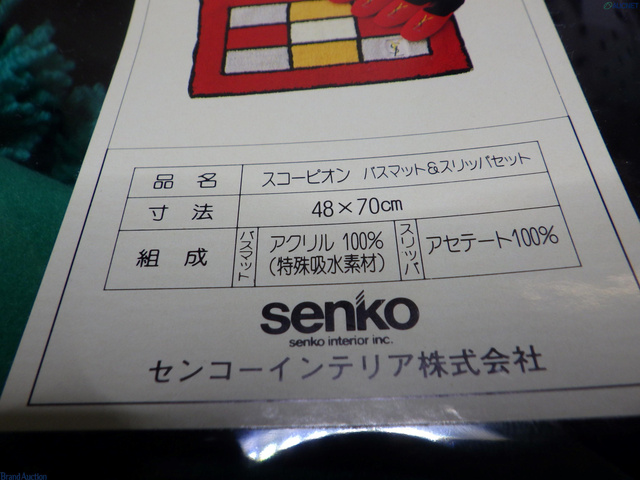 品名 スコーピオン バスマット&スリッパセット
寸法 48×70cm
組成 バスマット アクリル 100% (特殊吸水素材) スリッパ アセテート100%
senko
senko interior inc.
センコーインテリア株式会社
BrandAuction